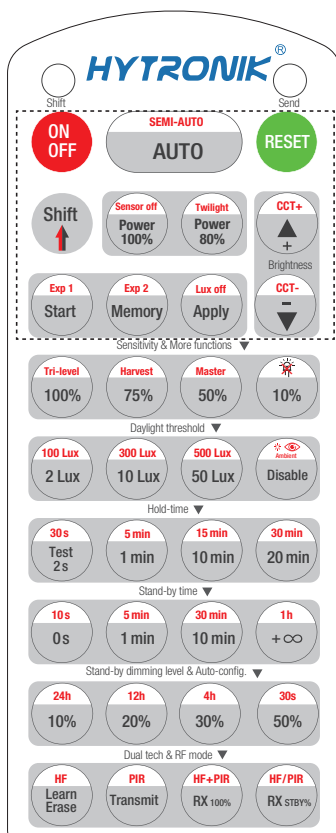 HYTRONIK®
Shift
Send
ON
OFF
SEMI-AUTO
AUTO
RESET
Shift
Sensor off
Power
100%
Twilight
Power
80%
CCT+
+
Brightness
Exp 1
Start
Exp 2
Memory
Lux off
Apply
CCT-
-
Sensitivity & More functions ▼
Tri-level
100%
Harvest
75%
Master
50%
10%
Daylight threshold ▼
100 Lux
2 Lux
300 Lux
10 Lux
500 Lux
50 Lux
Ambient
Disable
Hold-time ▼
30s
Test
2s
5 min
1 min
15 min
10 min
30 min
20 min
Stand-by time ▼
10s
0s
5 min
1 min
30 min
10 min
1h
+∞
Stand-by dimming level & Auto-config. ▼
24h
10%
12h
20%
4h
30%
30s
50%
Dual tech & RF mode ▼
HF
Learn
Erase
PIR
Transmit
HF+PIR
RX 100%
HF/PIR
RX STBY%